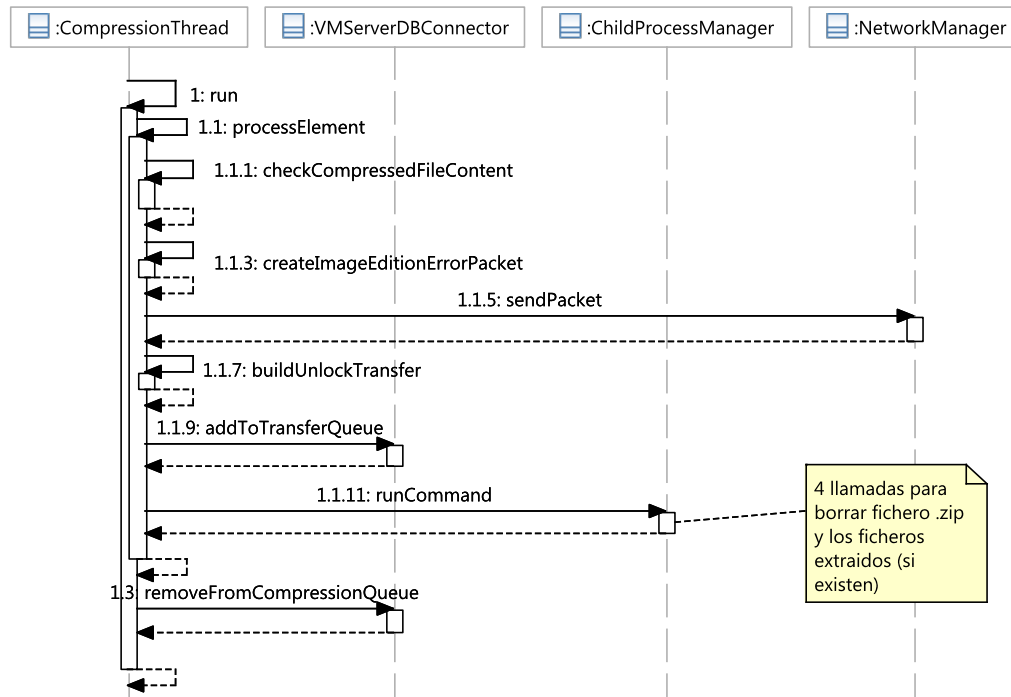 :CompressionThread
:VMServerDBConnector
:ChildProcessManager
:NetworkManager
1: run
1.1: processElement
1.1.1: checkCompressedFileContent
1.1.3: createImageEditionErrorPacket
1.1.5: sendPacket
1.1.7: buildUnlockTransfer
1.1.9: addToTransferQueue
1.1.11: runCommand
4 llamadas para
borrar fichero .zip
y los ficheros
extraidos (si
existen)
1.3: removeFromCompressionQueue